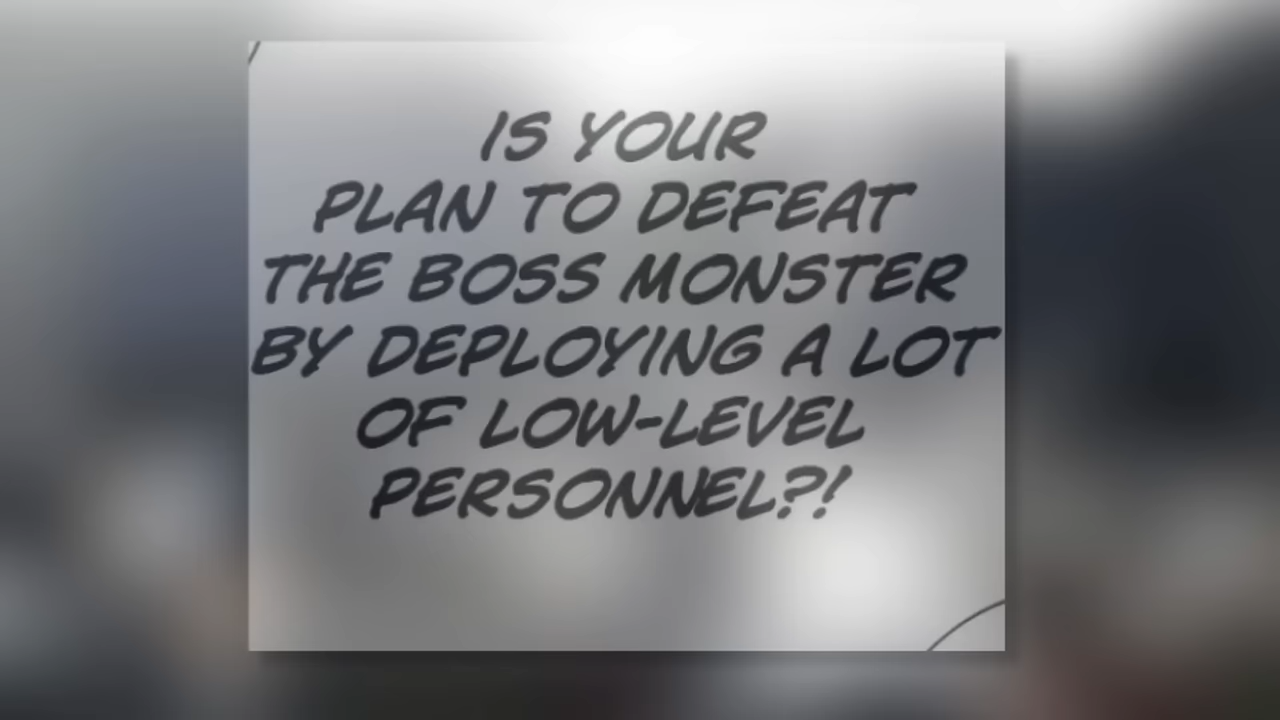 IS YOUR
PLAN TO DEFEAT
THE BOSS MONSTER
BY DEPLOYING A LOT
OF LOW-LEVEL
PERSONNEL?!